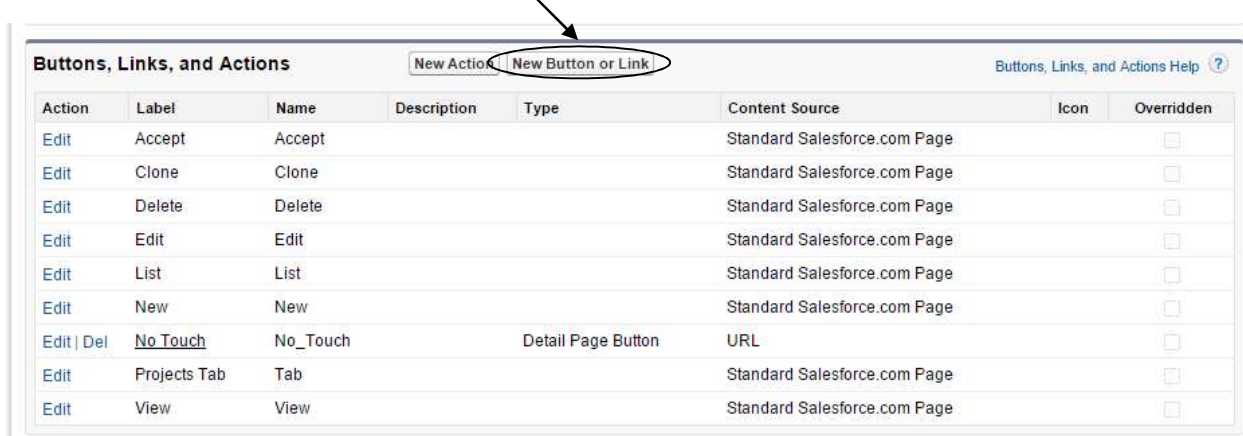 Buttons, Links, and Actions New Action New Button or Link Buttons, Links, and Actions Help ?
Action Label Name Description Type Content Source Icon Overridden
Edit Accept Accept Standard Salesforce.com Page
Edit Clone Clone Standard Salesforce.com Page
Edit Delete Delete Standard Salesforce.com Page
Edit Edit Edit Standard Salesforce.com Page
Edit List List Standard Salesforce.com Page
Edit New New Standard Salesforce.com Page
Edit | Del No Touch No_Touch Detail Page Button URL
Edit Projects Tab Tab Standard Salesforce.com Page
Edit View View Standard Salesforce.com Page